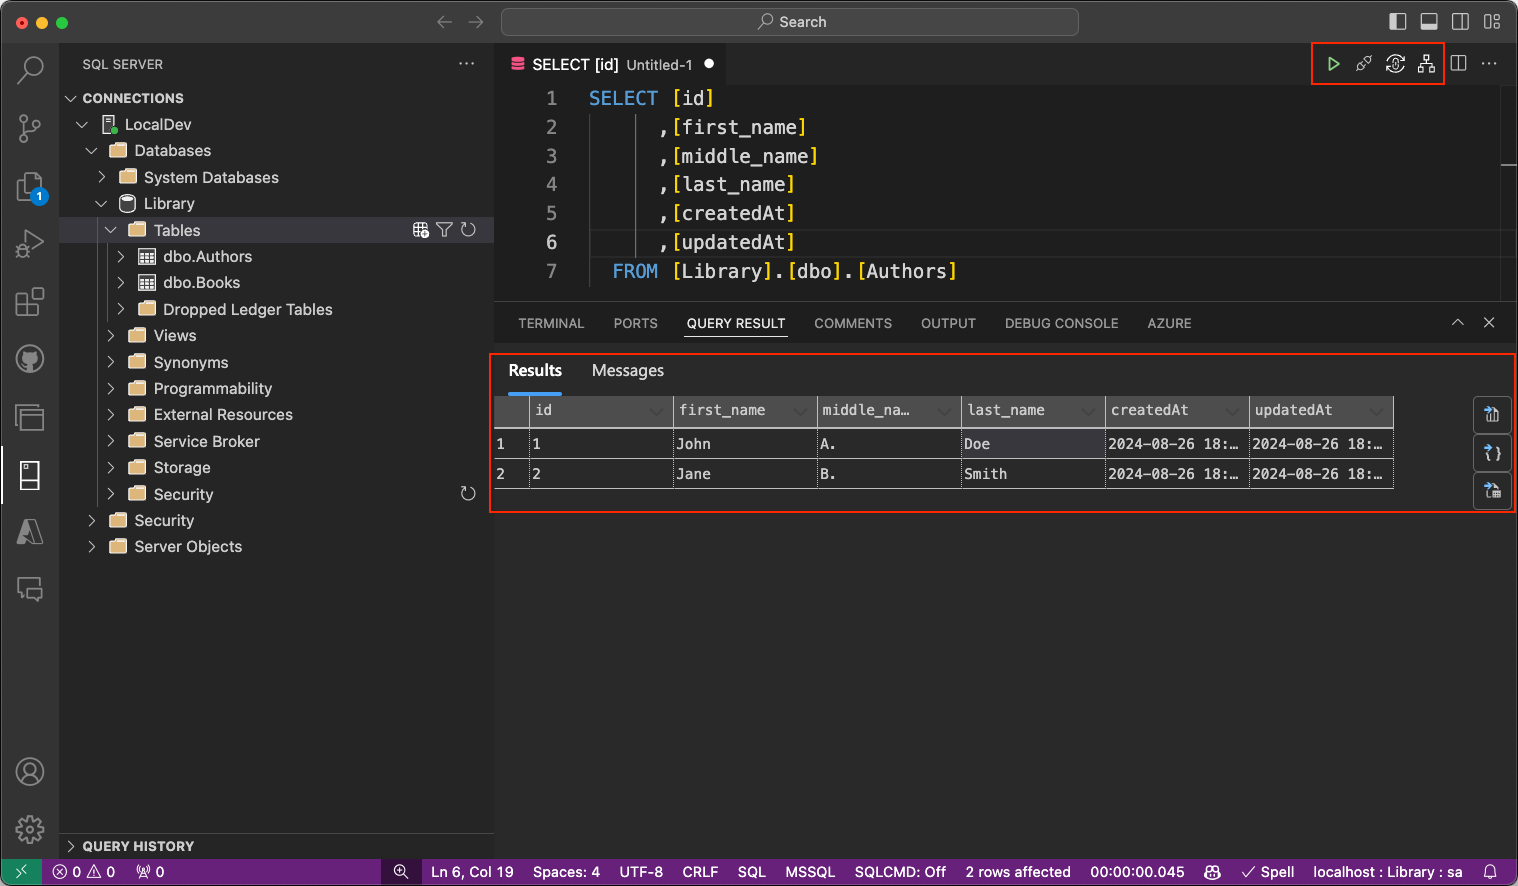 Search
SQL SERVER
CONNECTIONS
LocalDev
Databases
System Databases
Library
Tables
dbo.Authors
dbo.Books
Dropped Ledger Tables
Views
Synonyms
Programmability
External Resources
Service Broker
Storage
Security
Security
Server Objects
QUERY HISTORY
1
SELECT [id] Untitled-1
1 SELECT [id]
2 ,[first_name]
3 ,[middle_name]
4 ,[last_name]
5 ,[createdAt]
6 ,[updatedAt]
7 FROM [Library].[dbo].[Authors]
TERMINAL PORTS QUERY RESULT COMMENTS OUTPUT DEBUG CONSOLE AZURE
Results Messages
id first_name middle_na… last_name createdAt updatedAt
1 1 John A. Doe 2024-08-26 18:… 2024-08-26 18:…
2 2 Jane B. Smith 2024-08-26 18:… 2024-08-26 18:…
0 0 0 Ln 6, Col 19 Spaces: 4 UTF-8 CRLF SQL MSSQL SQLCMD: Off 2 rows affected 00:00:00.045 Spell localhost : Library : sa